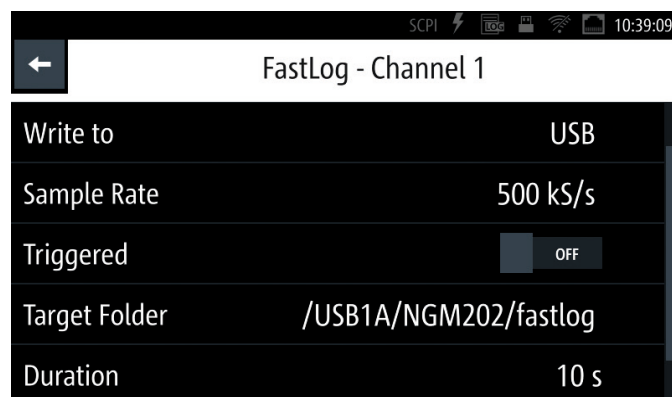 SCPI LOG 10:39:09
FastLog - Channel 1
Write to USB
Sample Rate 500 kS/s
Triggered OFF
Target Folder /USB1A/NGM202/fastlog
Duration 10 s